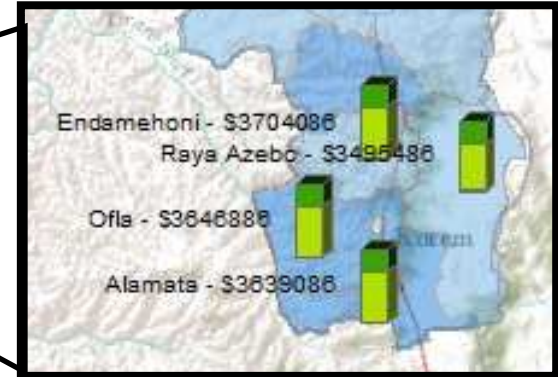 Endamehoni - $3704086
Raya Azebo - $3495486
Ofla - $3646886
Alamata - $3639086